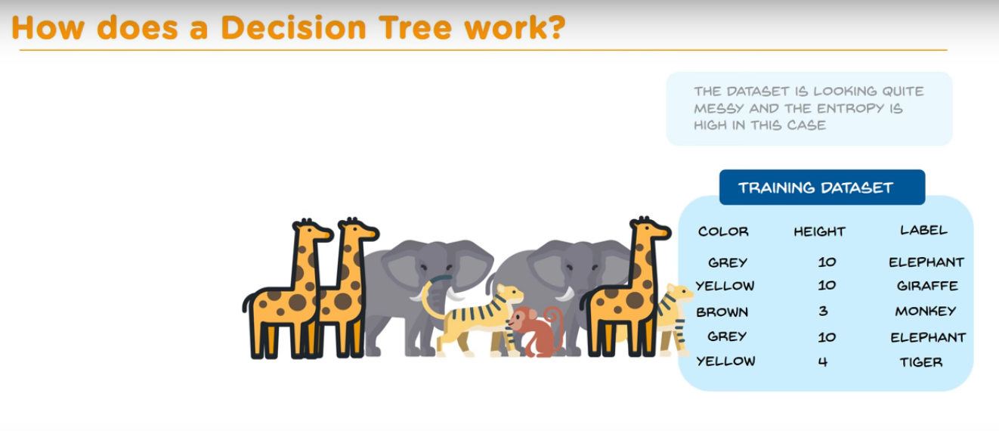 How does a Decision Tree work?
THE DATASET IS LOOKING QUITE
MESSY AND THE ENTROPY IS
HIGH IN THIS CASE
TRAINING DATASET
COLOR HEIGHT LABEL
GREY 10 ELEPHANT
YELLOW 10 GIRAFFE
BROWN 3 MONKEY
GREY 10 ELEPHANT
YELLOW 4 TIGER